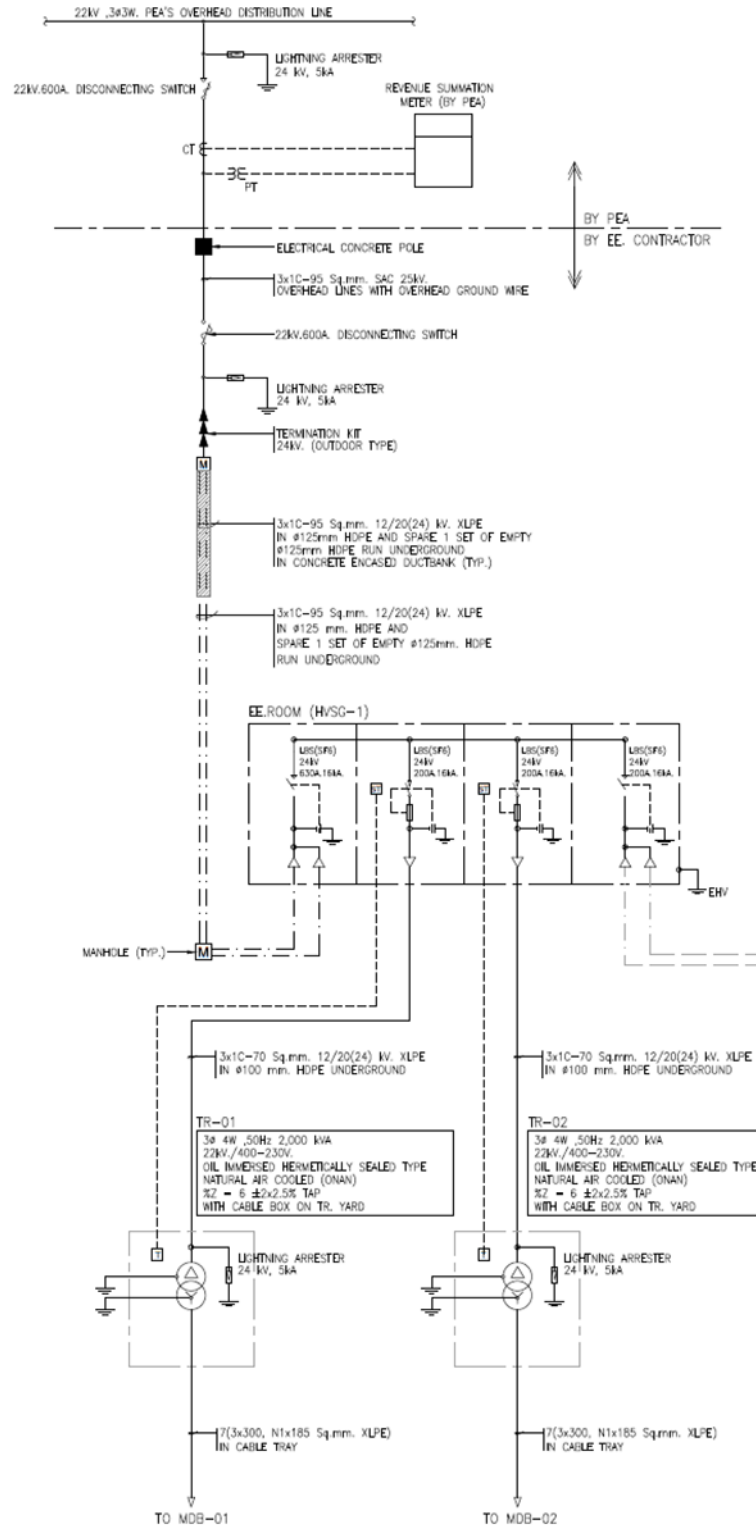 22kV ,3ø3W. PEA'S OVERHEAD DISTRIBUTION LINE
LIGHTNING ARRESTER
24 kV, 5kA
22kV.600A. DISCONNECTING SWITCH
REVENUE SUMMATION
METER (BY PEA)
CT
PT
BY PEA
BY EE. CONTRACTOR
ELECTRICAL CONCRETE POLE
3x1C-95 Sq.mm. SAC 25kV.
OVERHEAD LINES WITH OVERHEAD GROUND WIRE
22kV.600A. DISCONNECTING SWITCH
LIGHTNING ARRESTER
24 kV, 5kA
TERMINATION KIT
24kV. (OUTDOOR TYPE)
M
3x1C-95 Sq.mm. 12/20(24) kV. XLPE
IN ø125mm HDPE AND SPARE 1 SET OF EMPTY
ø125mm HDPE RUN UNDERGROUND
IN CONCRETE ENCASED DUCTBANK (TYP.)
3x1C-95 Sq.mm. 12/20(24) kV. XLPE
IN ø125 mm. HDPE AND
SPARE 1 SET OF EMPTY ø125mm. HDPE
RUN UNDERGROUND
EE.ROOM (HVSG-1)
LBS(SF6)
24kV
630A.16kA.
LBS(SF6)
24kV
200A.16kA.
LBS(SF6)
24kV
200A.16kA.
LBS(SF6)
24kV
200A.16kA.
ST
ST
EHV
MANHOLE (TYP.)
M
3x1C-70 Sq.mm. 12/20(24) kV. XLPE
IN ø100 mm. HDPE UNDERGROUND
3x1C-70 Sq.mm. 12/20(24) kV. XLPE
IN ø100 mm. HDPE UNDERGROUND
TR-01
3ø 4W ,50Hz 2,000 kVA
22kV./400-230V.
OIL IMMERSED HERMETICALLY SEALED TYPE
NATURAL AIR COOLED (ONAN)
%Z = 6 ±2x2.5% TAP
WITH CABLE BOX ON TR. YARD
TR-02
3ø 4W ,50Hz 2,000 kVA
22kV./400-230V.
OIL IMMERSED HERMETICALLY SEALED TYPE
NATURAL AIR COOLED (ONAN)
%Z = 6 ±2x2.5% TAP
WITH CABLE BOX ON TR. YARD
T
LIGHTNING ARRESTER
24 kV, 5kA
T
LIGHTNING ARRESTER
24 kV, 5kA
7(3x300, N1x185 Sq.mm. XLPE)
IN CABLE TRAY
7(3x300, N1x185 Sq.mm. XLPE)
IN CABLE TRAY
TO MDB-01
TO MDB-02